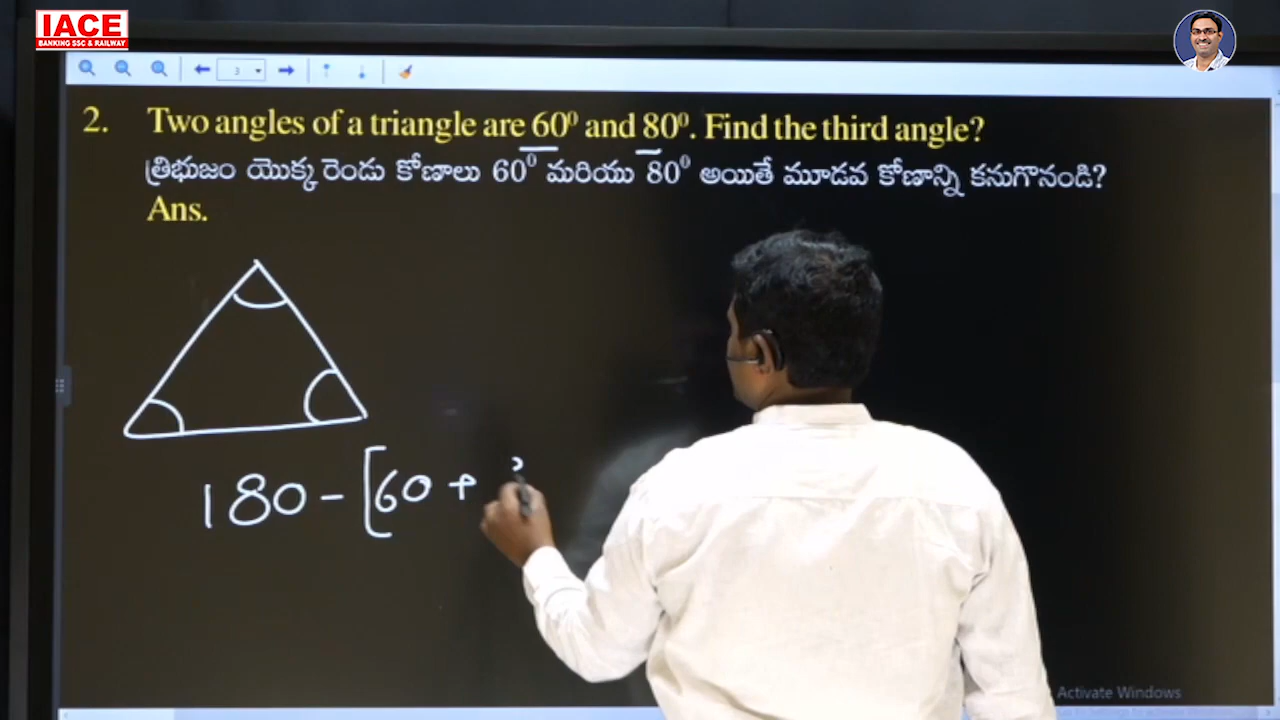 IACE
BANKING SSC & RAILWAY
3
2. Two angles of a triangle are 60⁰ and 80⁰. Find the third angle?
త్రిభుజం యొక్క రెండు కోణాలు 60⁰ మరియు 80⁰ అయితే మూడవ కోణాన్ని కనుగొనండి?
Ans.
180 - [60 +
Activate Windows